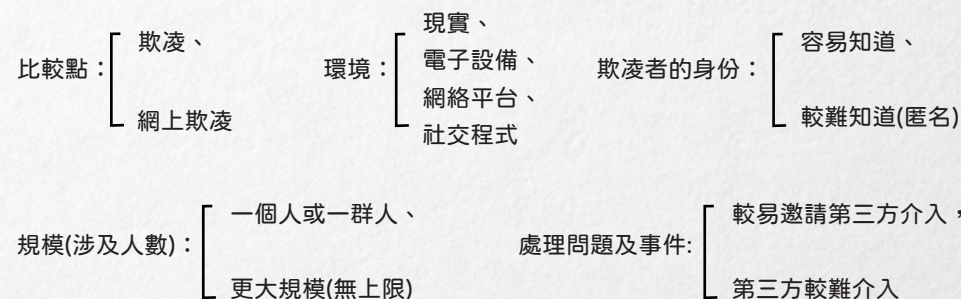 比較點：
欺凌、
網上欺凌
環境：
現實、
電子設備、
網絡平台、
社交程式
欺凌者的身份：
容易知道、
較難知道(匿名)
規模(涉及人數)：
一個人或一群人、
更大規模(無上限)
處理問題及事件:
較易邀請第三方介入，
第三方較難介入